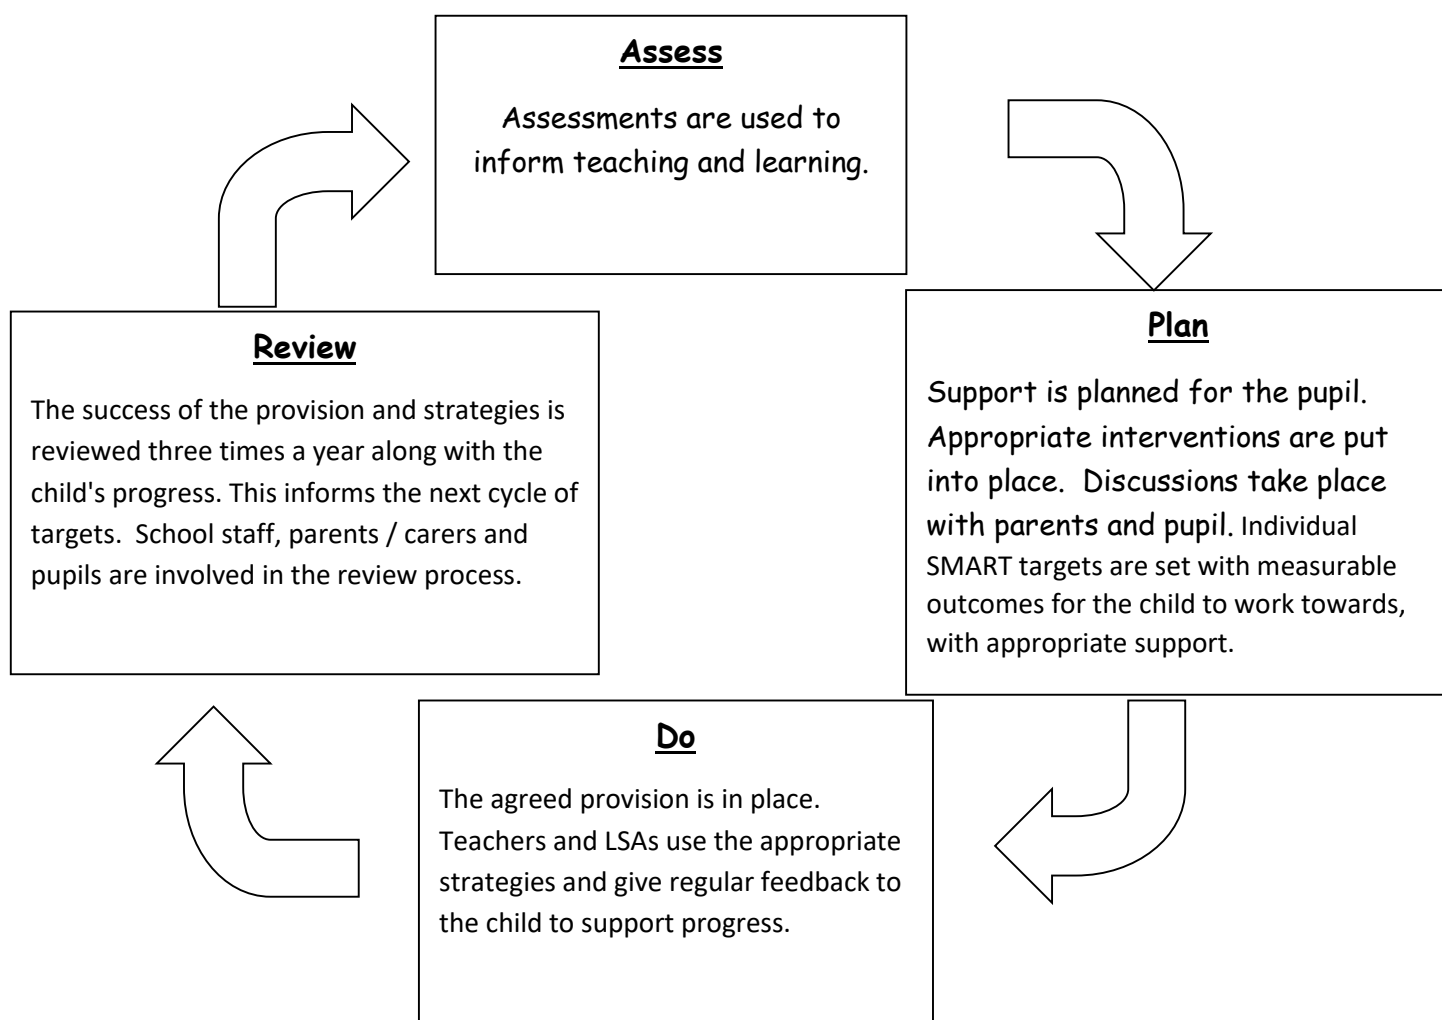 Assess
Assessments are used to
inform teaching and learning.
Plan
Support is planned for the pupil.
Appropriate interventions are put
into place.  Discussions take place
with parents and pupil. Individual
SMART targets are set with measurable
outcomes for the child to work towards,
with appropriate support.
Do
The agreed provision is in place.
Teachers and LSAs use the appropriate
strategies and give regular feedback to
the child to support progress.
Review
The success of the provision and strategies is
reviewed three times a year along with the
child's progress. This informs the next cycle of
targets.  School staff, parents / carers and
pupils are involved in the review process.